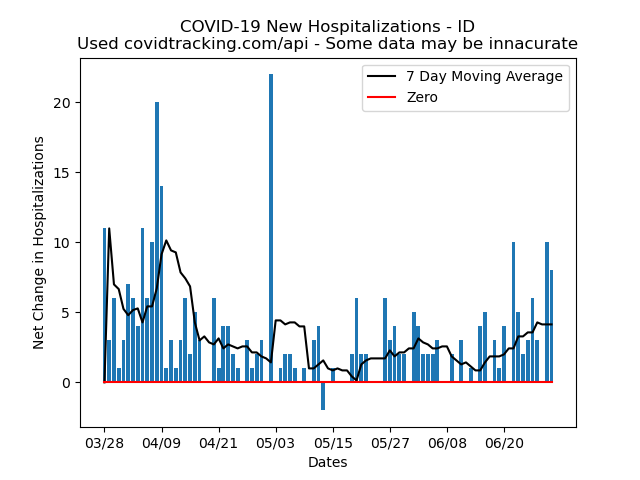 COVID-19 New Hospitalizations - ID
Used covidtracking.com/api - Some data may be innacurate
7 Day Moving Average
Zero
Net Change in Hospitalizations
20
15
10
5
0
03/28 04/09 04/21 05/03 05/15 05/27 06/08 06/20
Dates